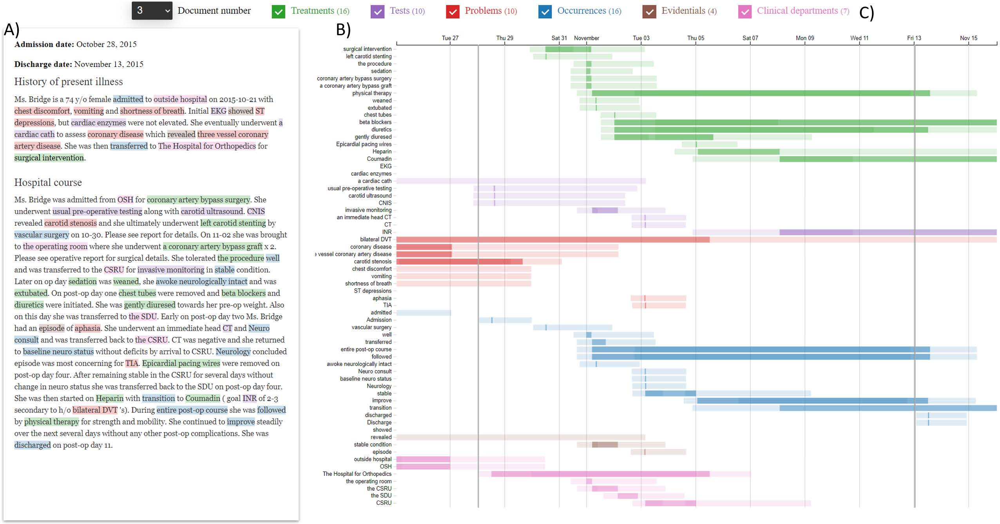 3 Document number Treatments (16) Tests (10) Problems (10) Occurrences (16) Evidentials (4) Clinical departments (7) C)
A)
Admission date: October 28, 2015
Discharge date: November 13, 2015
History of present illness
Ms. Bridge is a 74 y/o female admitted to outside hospital on 2015-10-21 with
chest discomfort, vomiting and shortness of breath. Initial EKG showed ST
depressions, but cardiac enzymes were not elevated. She eventually underwent a
cardiac cath to assess coronary disease which revealed three vessel coronary
artery disease. She was then transferred to The Hospital for Orthopedics for
surgical intervention.
Hospital course
Ms. Bridge was admitted from OSH for coronary artery bypass surgery. She
underwent usual pre-operative testing along with carotid ultrasound. CNIS
revealed carotid stenosis and she ultimately underwent left carotid stenting by
vascular surgery on 10-30. Please see report for details. On 11-02 she was brought
to the operating room where she underwent a coronary artery bypass graft x 2.
Please see operative report for surgical details. She tolerated the procedure well
and was transferred to the CSRU for invasive monitoring in stable condition.
Later on op day sedation was weaned, she awoke neurologically intact and was
extubated. On post-op day one chest tubes were removed and beta blockers and
diuretics were initiated. She was gently diuresed towards her pre-op weight. Also
on this day she was transferred to the SDU. Early on post-op day two Ms. Bridge
had an episode of aphasia. She underwent an immediate head CT and Neuro
consult and was transferred back to the CSRU. CT was negative and she returned
to baseline neuro status without deficits by arrival to CSRU. Neurology concluded
episode was most concerning for TIA. Epicardial pacing wires were removed on
post-op day four. After remaining stable in the CSRU for several days without
change in neuro status she was transferred back to the SDU on post-op day four.
She was then started on Heparin with transition to Coumadin ( goal INR of 2-3
secondary to h/o bilateral DVT 's). During entire post-op course she was followed
by physical therapy for strength and mobility. She continued to improve steadily
over the next several days without any other post-op complications. She was
discharged on post-op day 11.
B)
Tue 27 Thu 29 Sat 31 November Tue 03 Thu 05 Sat 07 Mon 09 Wed 11 Fri 13 Nov 15
surgical intervention
left carotid stenting
the procedure
sedation
coronary artery bypass surgery
a coronary artery bypass graft
physical therapy
weaned
extubated
chest tubes
beta blockers
diuretics
gently diuresed
Epicardial pacing wires
Heparin
Coumadin
EKG
cardiac enzymes
a cardiac cath
usual pre-operative testing
carotid ultrasound
CNIS
invasive monitoring
an immediate head CT
CT
INR
bilateral DVT
coronary disease
e vessel coronary artery disease
carotid stenosis
chest discomfort
vomiting
shortness of breath
ST depressions
aphasia
TIA
admitted
Admission
vascular surgery
well
transferred
entire post-op course
followed
awoke neurologically intact
Neuro consult
baseline neuro status
Neurology
stable
improve
transition
discharged
Discharge
showed
revealed
stable condition
episode
outside hospital
OSH
The Hospital for Orthopedics
the operating room
the CSRU
the SDU
CSRU